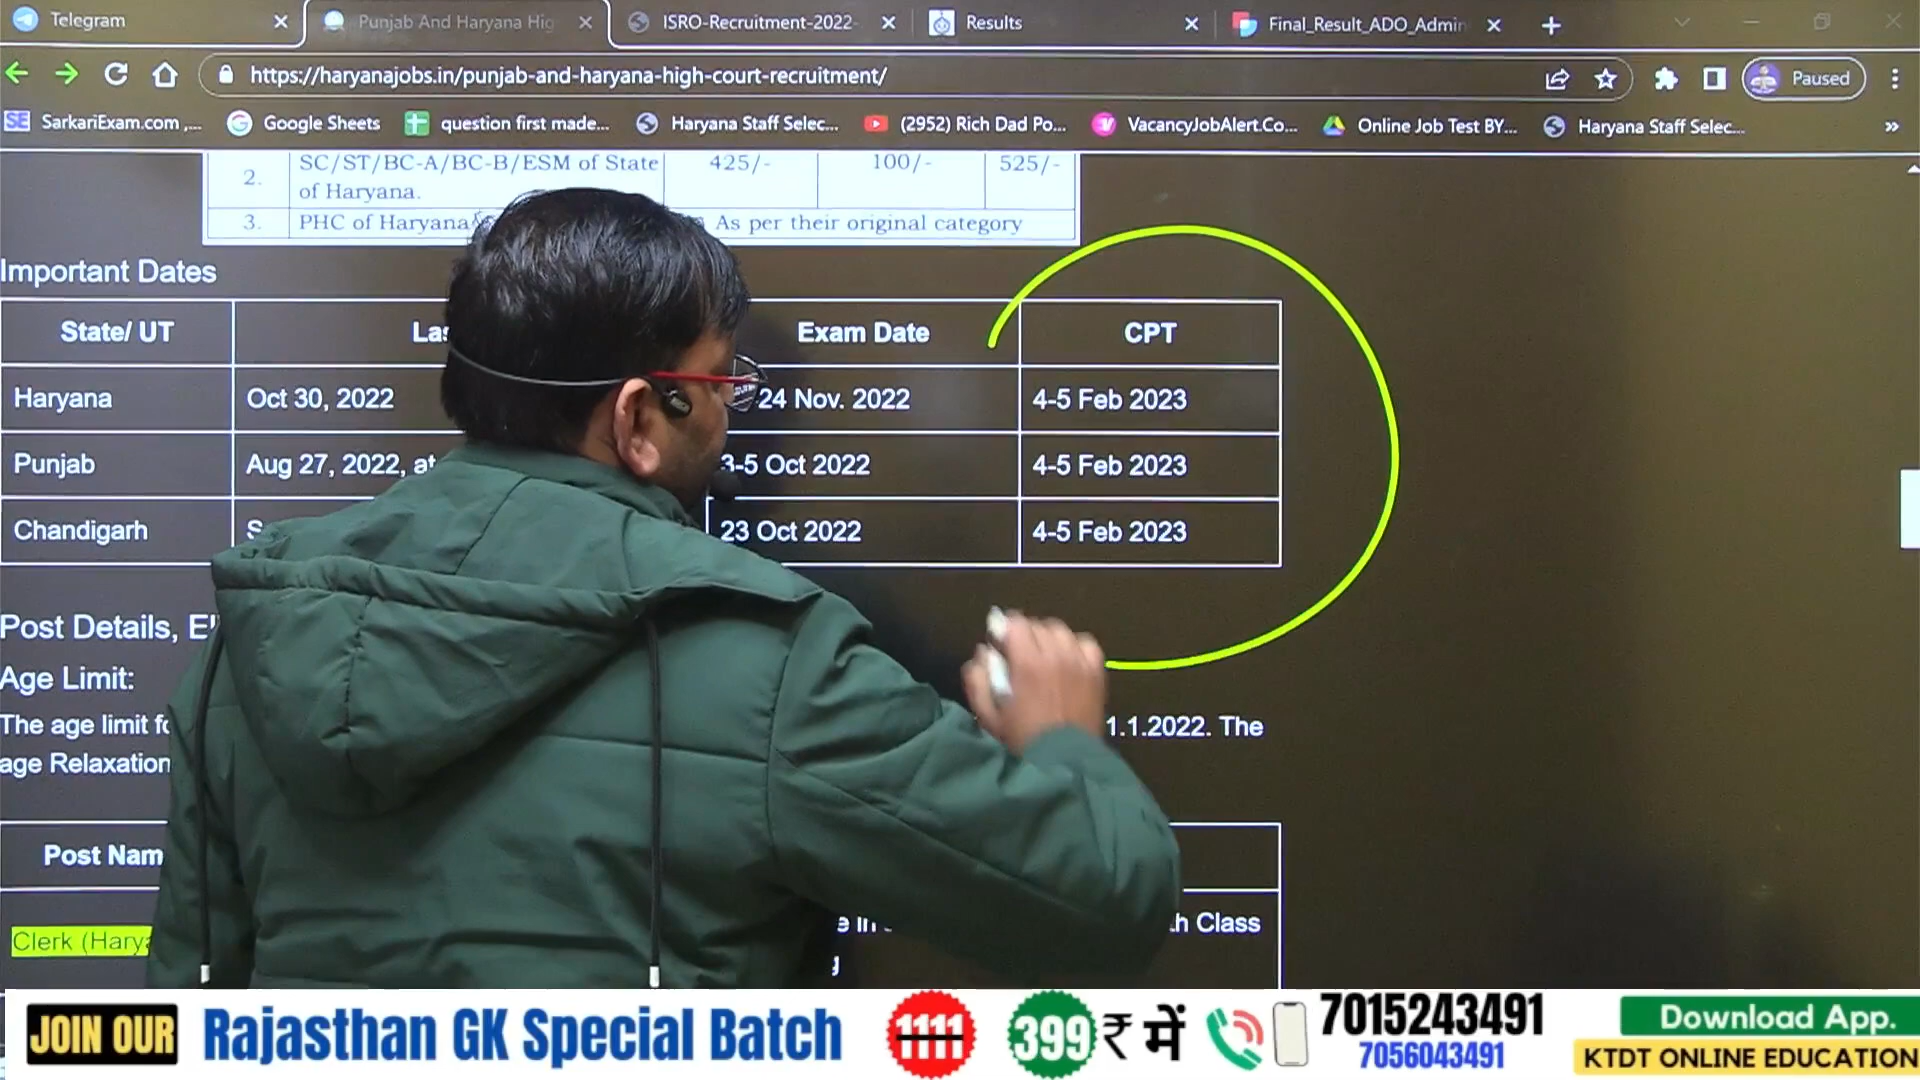 Telegram
Punjab And Haryana Hig
ISRO-Recruitment-2022-
Results
Final_Result_ADO_Admin
https://haryanajobs.in/punjab-and-haryana-high-court-recruitment/
Paused
SarkariExam.com ,...
Google Sheets
question first made...
Haryana Staff Selec...
(2952) Rich Dad Po...
VacancyJobAlert.Co...
Online Job Test BY...
Haryana Staff Selec...
2. SC/ST/BC-A/BC-B/ESM of State of Haryana. 425/- 100/- 525/-
3. PHC of Haryana As per their original category
Important Dates
State/ UT Exam Date CPT
Haryana Oct 30, 2022 24 Nov. 2022 4-5 Feb 2023
Punjab Aug 27, 2022, 3-5 Oct 2022 4-5 Feb 2023
Chandigarh 23 Oct 2022 4-5 Feb 2023
Post Details,
Age Limit:
The age limit 1.1.2022. The
age Relaxation
Post Nam
Class
Clerk (Harya
JOIN OUR Rajasthan GK Special Batch 1111 399 ₹ में 7015243491
7056043491
Download App.
KTDT ONLINE EDUCATION